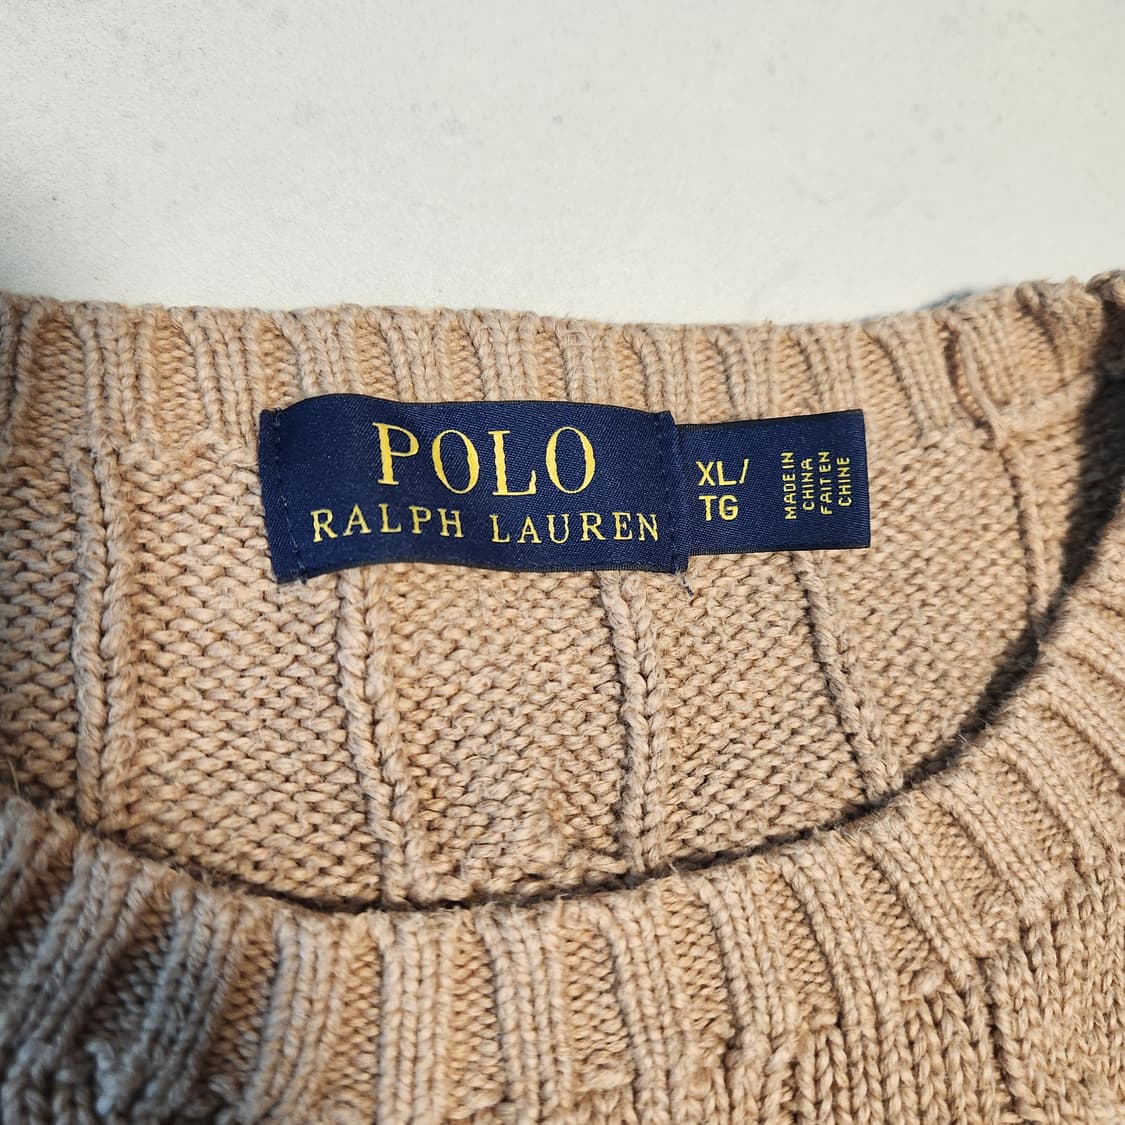 POLO
RALPH LAUREN
XL/
TG
MADE IN
CHINA
FAIT EN
CHINE